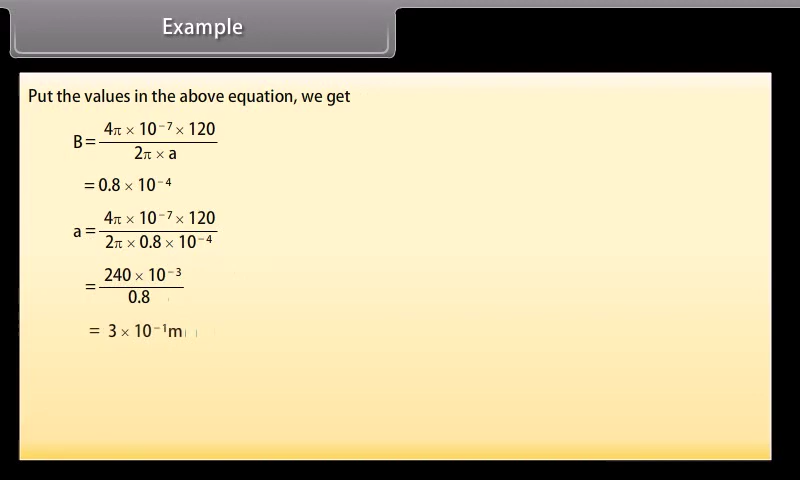 Example
Put the values in the above equation, we get
B = (4π × 10⁻⁷ × 120) / (2π × a)
= 0.8 × 10⁻⁴
a = (4π × 10⁻⁷ × 120) / (2π × 0.8 × 10⁻⁴)
= (240 × 10⁻³) / 0.8
= 3 × 10⁻¹m